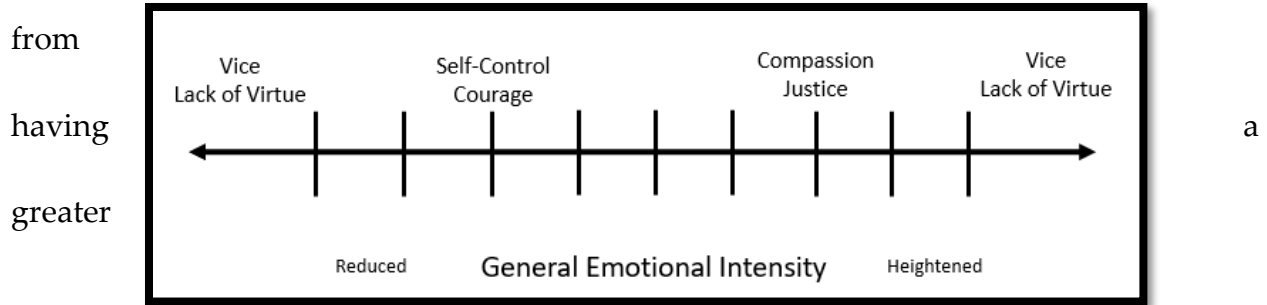 from
having
greater
a
Vice
Lack of Virtue
Self-Control
Courage
Compassion
Justice
Vice
Lack of Virtue
Reduced
General Emotional Intensity
Heightened